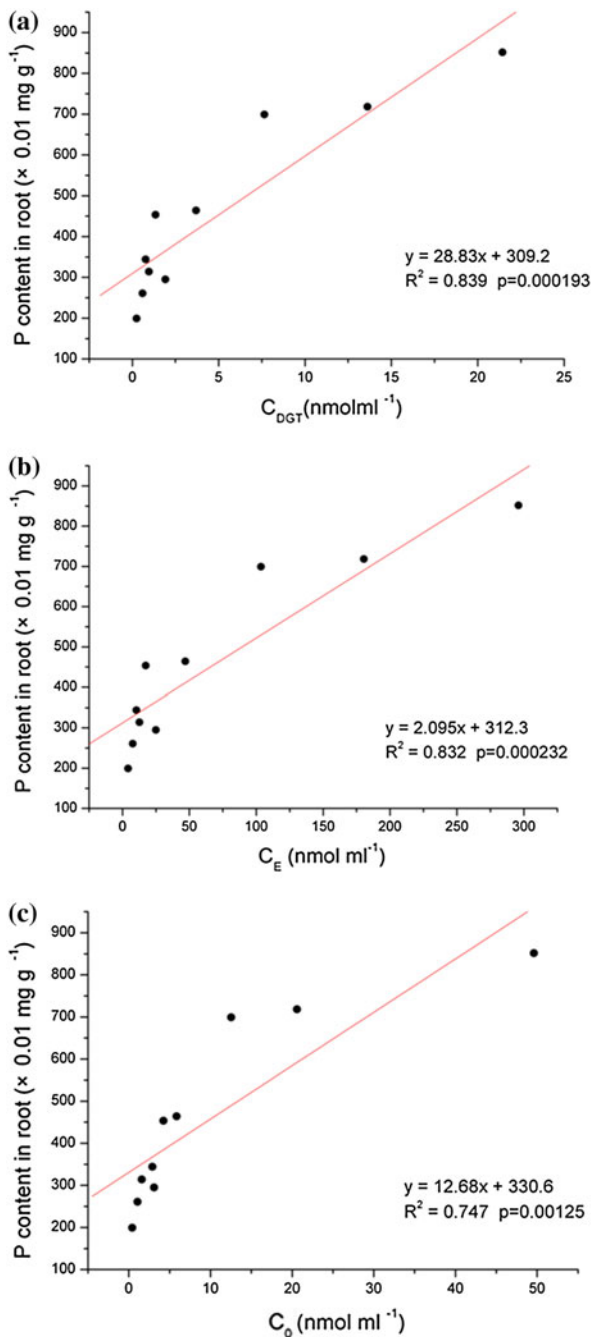 (a)
P content in root (× 0.01 mg g⁻¹)
900
800
700
600
500
400
300
200
100
y = 28.83x + 309.2
R² = 0.839 p=0.000193
0 5 10 15 20 25
C_DGT(nmolml⁻¹)
(b)
P content in root (× 0.01 mg g⁻¹)
900
800
700
600
500
400
300
200
100
y = 2.095x + 312.3
R² = 0.832 p=0.000232
0 50 100 150 200 250 300
C_E (nmol ml⁻¹)
(c)
P content in root (× 0.01 mg g⁻¹)
900
800
700
600
500
400
300
200
100
y = 12.68x + 330.6
R² = 0.747 p=0.00125
0 10 20 30 40 50
C₀ (nmol ml⁻¹)